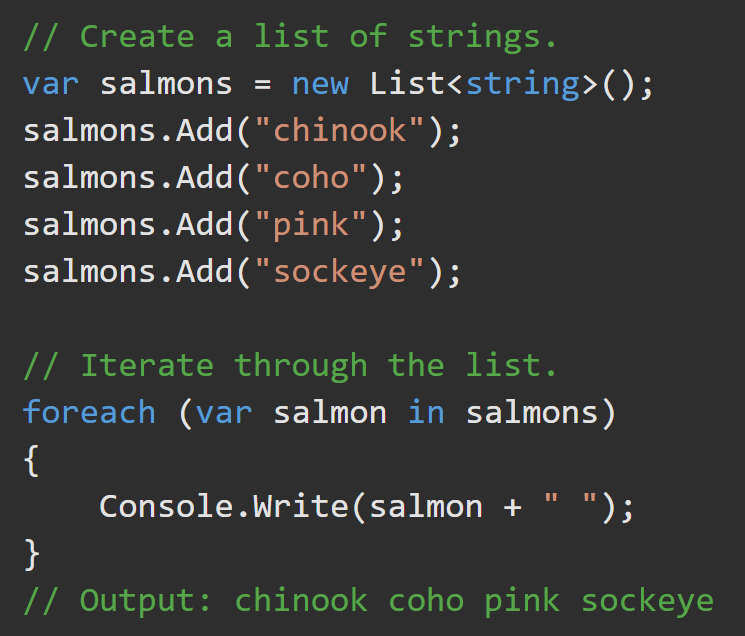 // Create a list of strings.
var salmons = new List<string>();
salmons.Add("chinook");
salmons.Add("coho");
salmons.Add("pink");
salmons.Add("sockeye");

// Iterate through the list.
foreach (var salmon in salmons)
{
    Console.Write(salmon + " ");
}
// Output: chinook coho pink sockeye